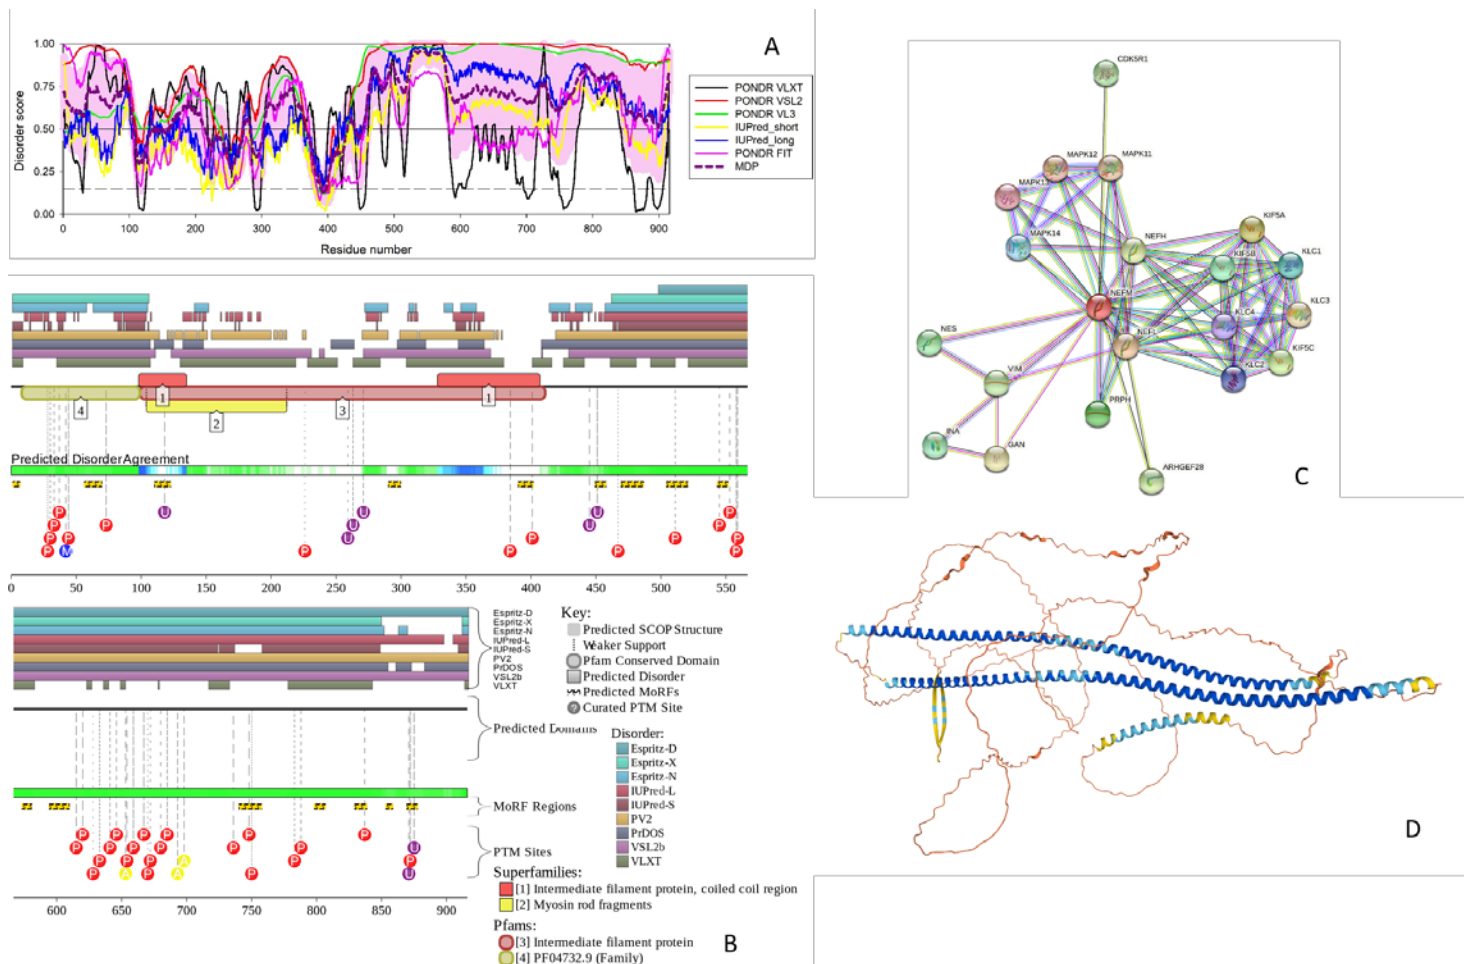 A
1.00
0.75
0.50
0.25
0.00
Disorder score
0 100 200 300 400 500 600 700 800 900
Residue number
PONDR VLXT
PONDR VSL2
PONDR VL3
IUPred_short
IUPred_long
PONDR FIT
MDP
1
1
4
2
3
Predicted Disorder Agreement
P U U P
P U U P
P U P
P M P P P P P
0 50 100 150 200 250 300 350 400 450 500 550
Espritz-D
Espritz-X
Espritz-N
IUPred-L
IUPred-S
PV2
PrDOS
VSL2b
VLXT
Predicted Domains
MoRF Regions
PTM Sites
P P P P P P
P P P P P P U
P P P P P
P A P A A P U
600 650 700 750 800 850 900
Key:
Predicted SCOP Structure
Weaker Support
Pfam Conserved Domain
Predicted Disorder
Predicted MoRFs
? Curated PTM Site
Disorder:
Espritz-D
Espritz-X
Espritz-N
IUPred-L
IUPred-S
PV2
PrDOS
VSL2b
VLXT
Superfamilies:
[1] Intermediate filament protein, coiled coil region
[2] Myosin rod fragments
Pfams:
[3] Intermediate filament protein
[4] PF04732.9 (Family)
B
CDK5R1
MAPK12
MAPK11
MAPK13
MAPK14
NEFH
KIF5A
KIF5B
KLC1
NEFM
KLC3
KLC4
NES
NEFL
KIF5C
KLC2
VIM
PRPH
INA
GAN
ARHGEF28
C
D